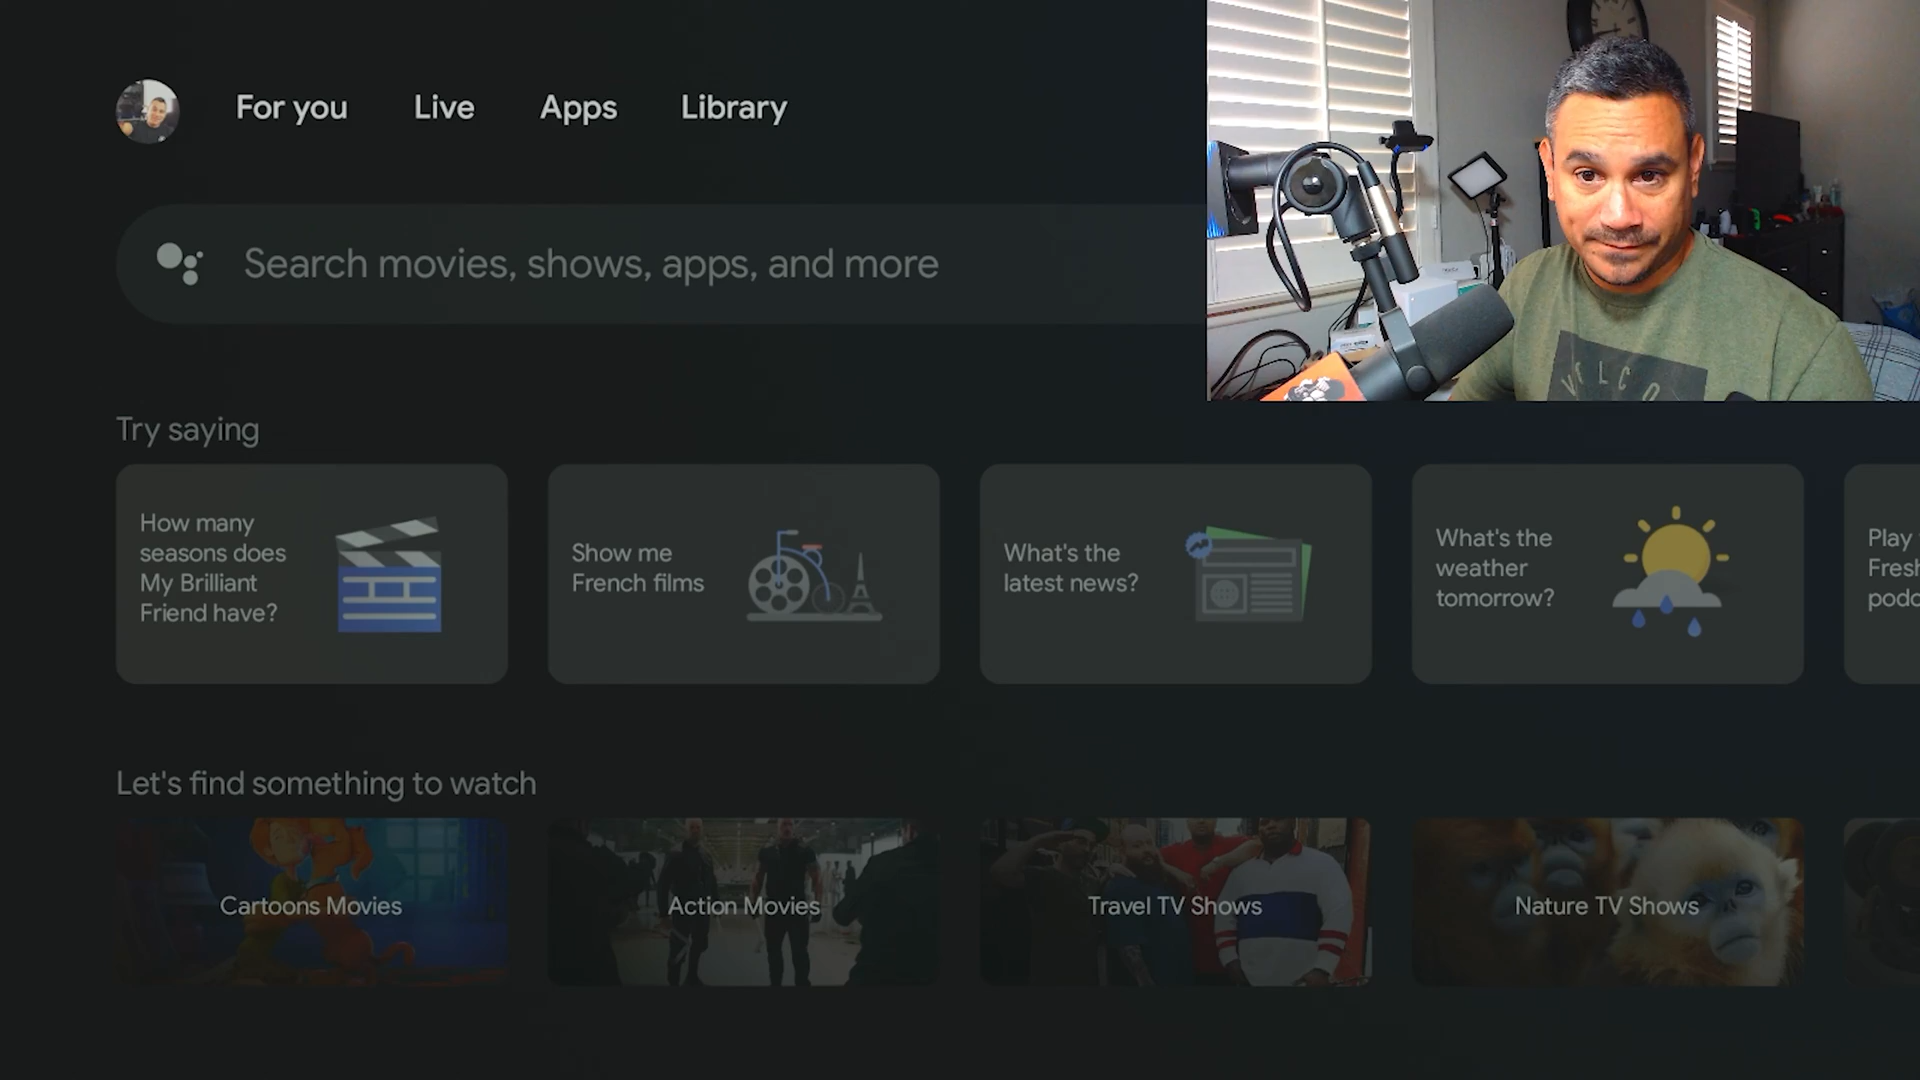 For you
Live
Apps
Library
Search movies, shows, apps, and more
Try saying
How many
seasons does
My Brilliant
Friend have?
Show me
French films
What's the
latest news?
What's the
weather
tomorrow?
Play
Let's find something to watch
Cartoons Movies
Action Movies
Travel TV Shows
Nature TV Shows